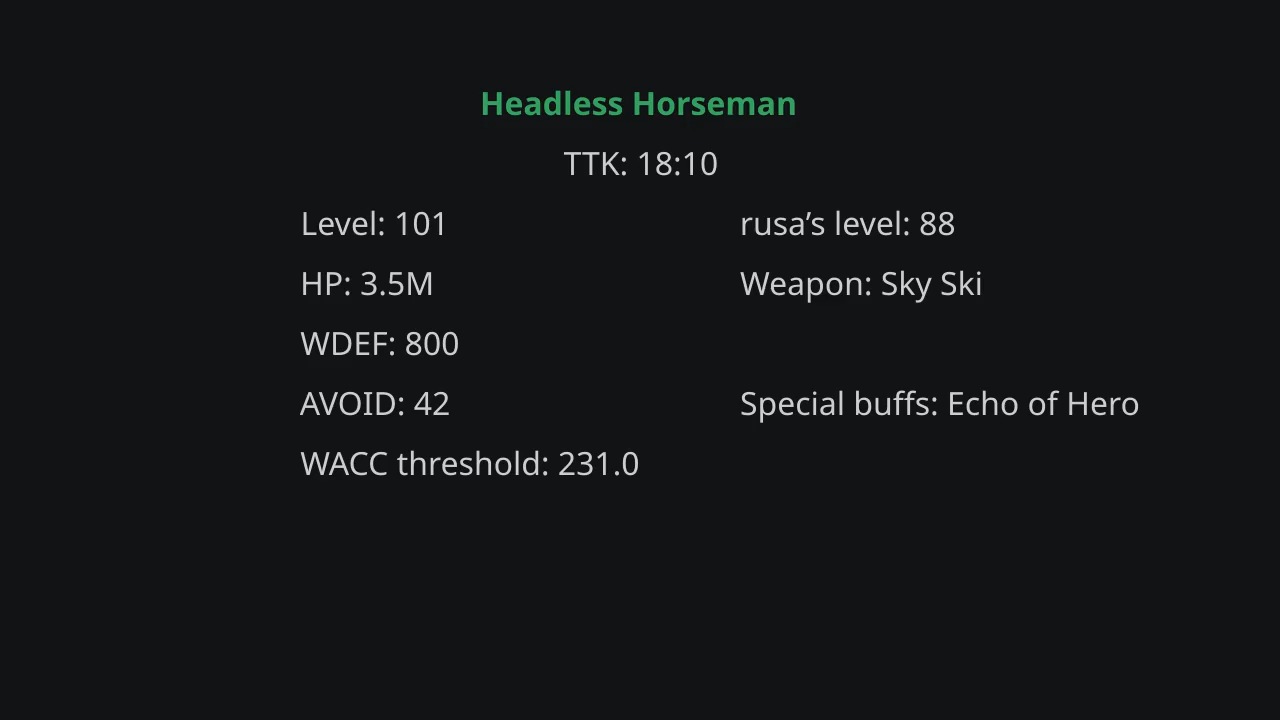 Headless Horseman
TTK: 18:10
Level: 101
rusa’s level: 88
HP: 3.5M
Weapon: Sky Ski
WDEF: 800
AVOID: 42
Special buffs: Echo of Hero
WACC threshold: 231.0